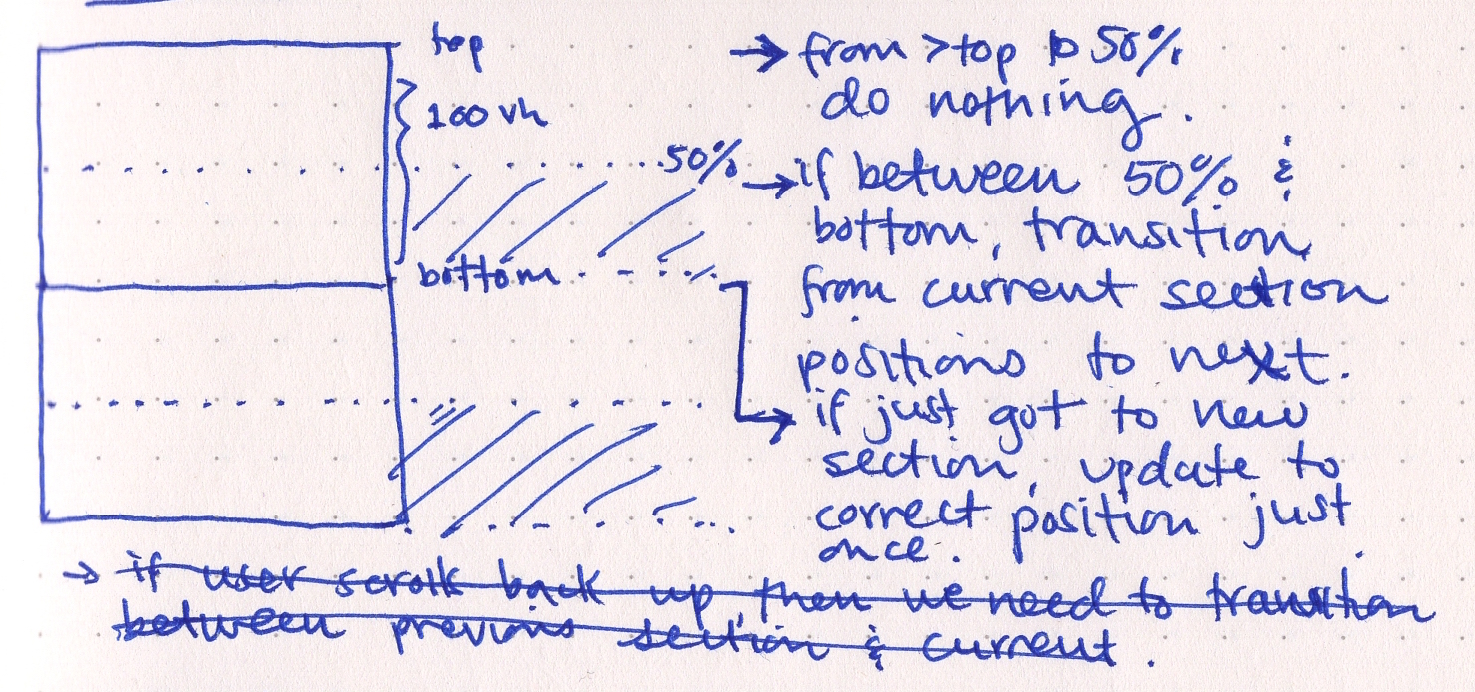 top
100 vh
50%
bottom
→ from >top to 50%
do nothing.
→ if between 50% &
bottom, transition
from current section
positions to next.
→ if just got to new
section, update to
correct position just
once.
→ if user scrolls back up, then we need to transition
between previous section & current.